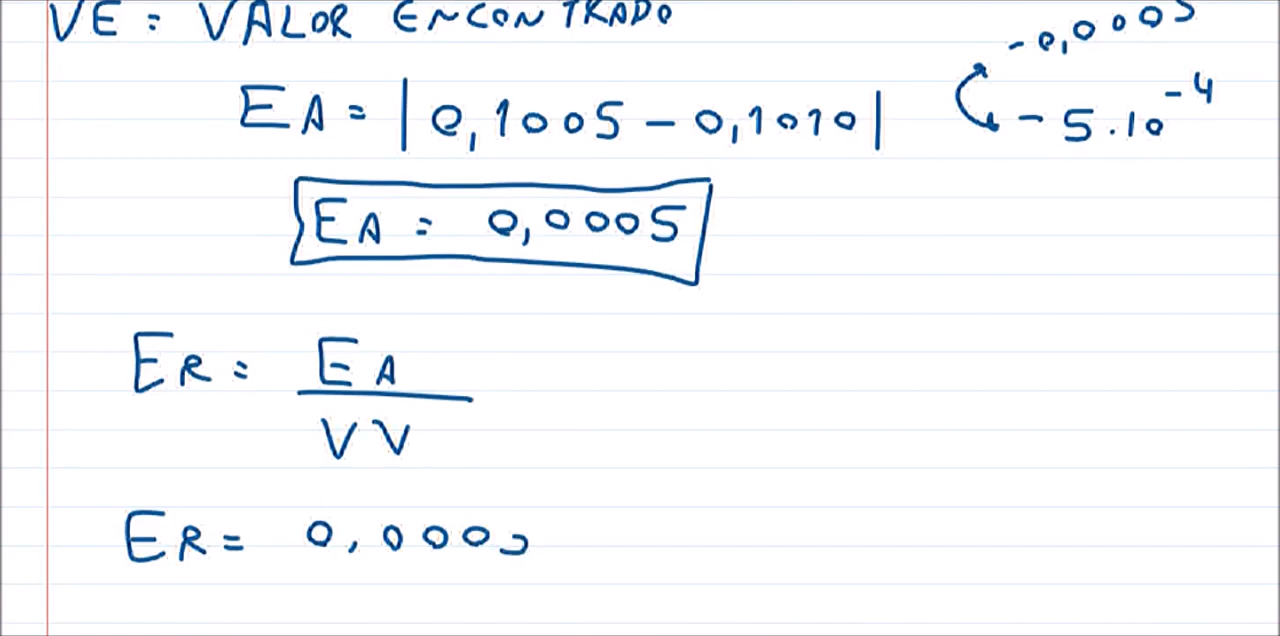 VE = VALOR ENCONTRADO
-0,0005
EA = |0,1005 - 0,1010|
- 5.10^-4
EA = 0,0005
ER = EA
VV
ER = 0,000